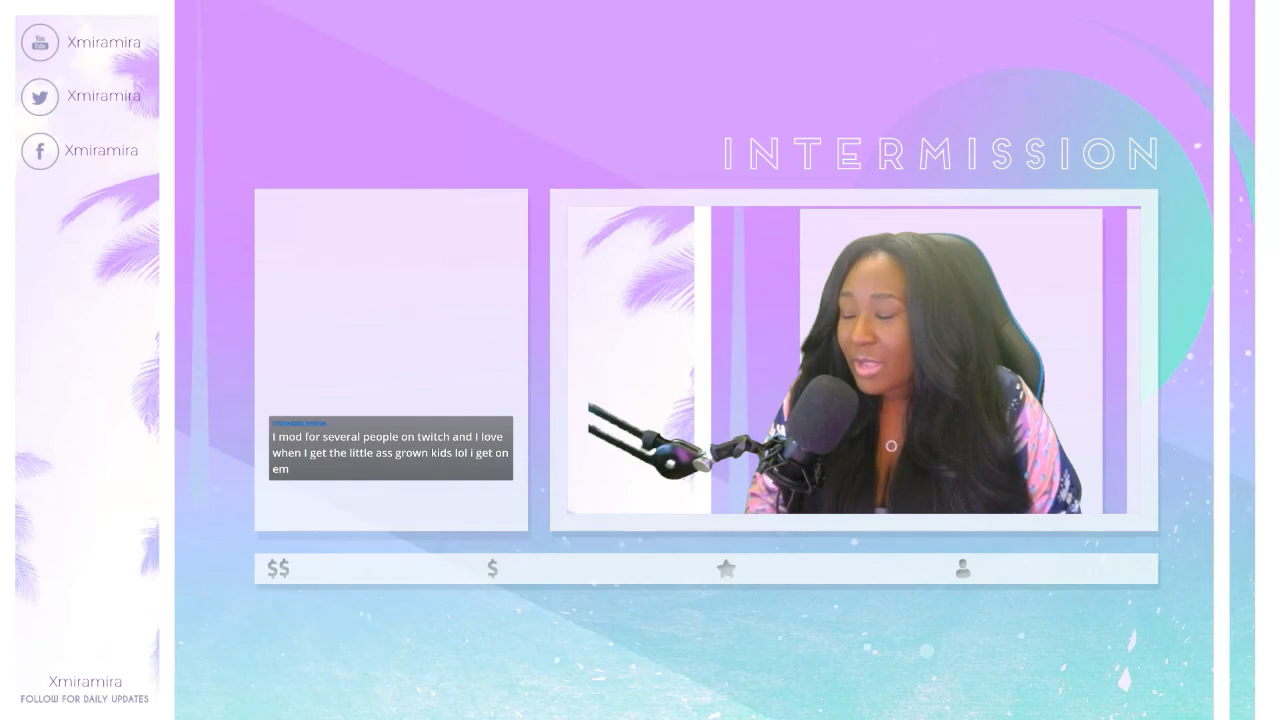 Xmiramira
Xmiramira
Xmiramira
INTERMISSION
I mod for several people on twitch and I love
when I get the little ass grown kids lol i get on
em
$$
$
Xmiramira
FOLLOW FOR DAILY UPDATES